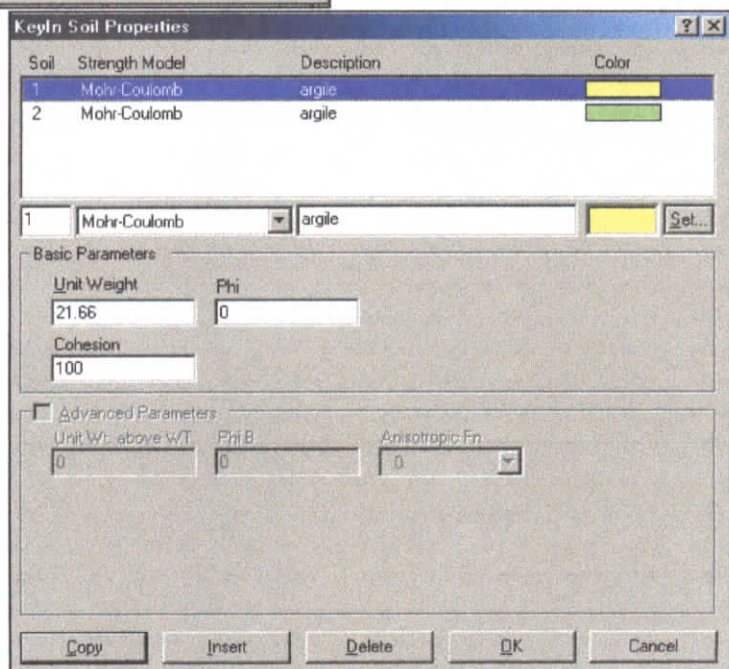 KeyIn Soil Properties
Soil Strength Model Description Color
1 Mohr-Coulomb argile
2 Mohr-Coulomb argile
1 Mohr-Coulomb argile Set...
Basic Parameters
Unit Weight Phi
21.66 0
Cohesion
100
Advanced Parameters
Unit Wt. above WT Phi B Anisotropic Fn
0 0 0
Copy Insert Delete OK Cancel